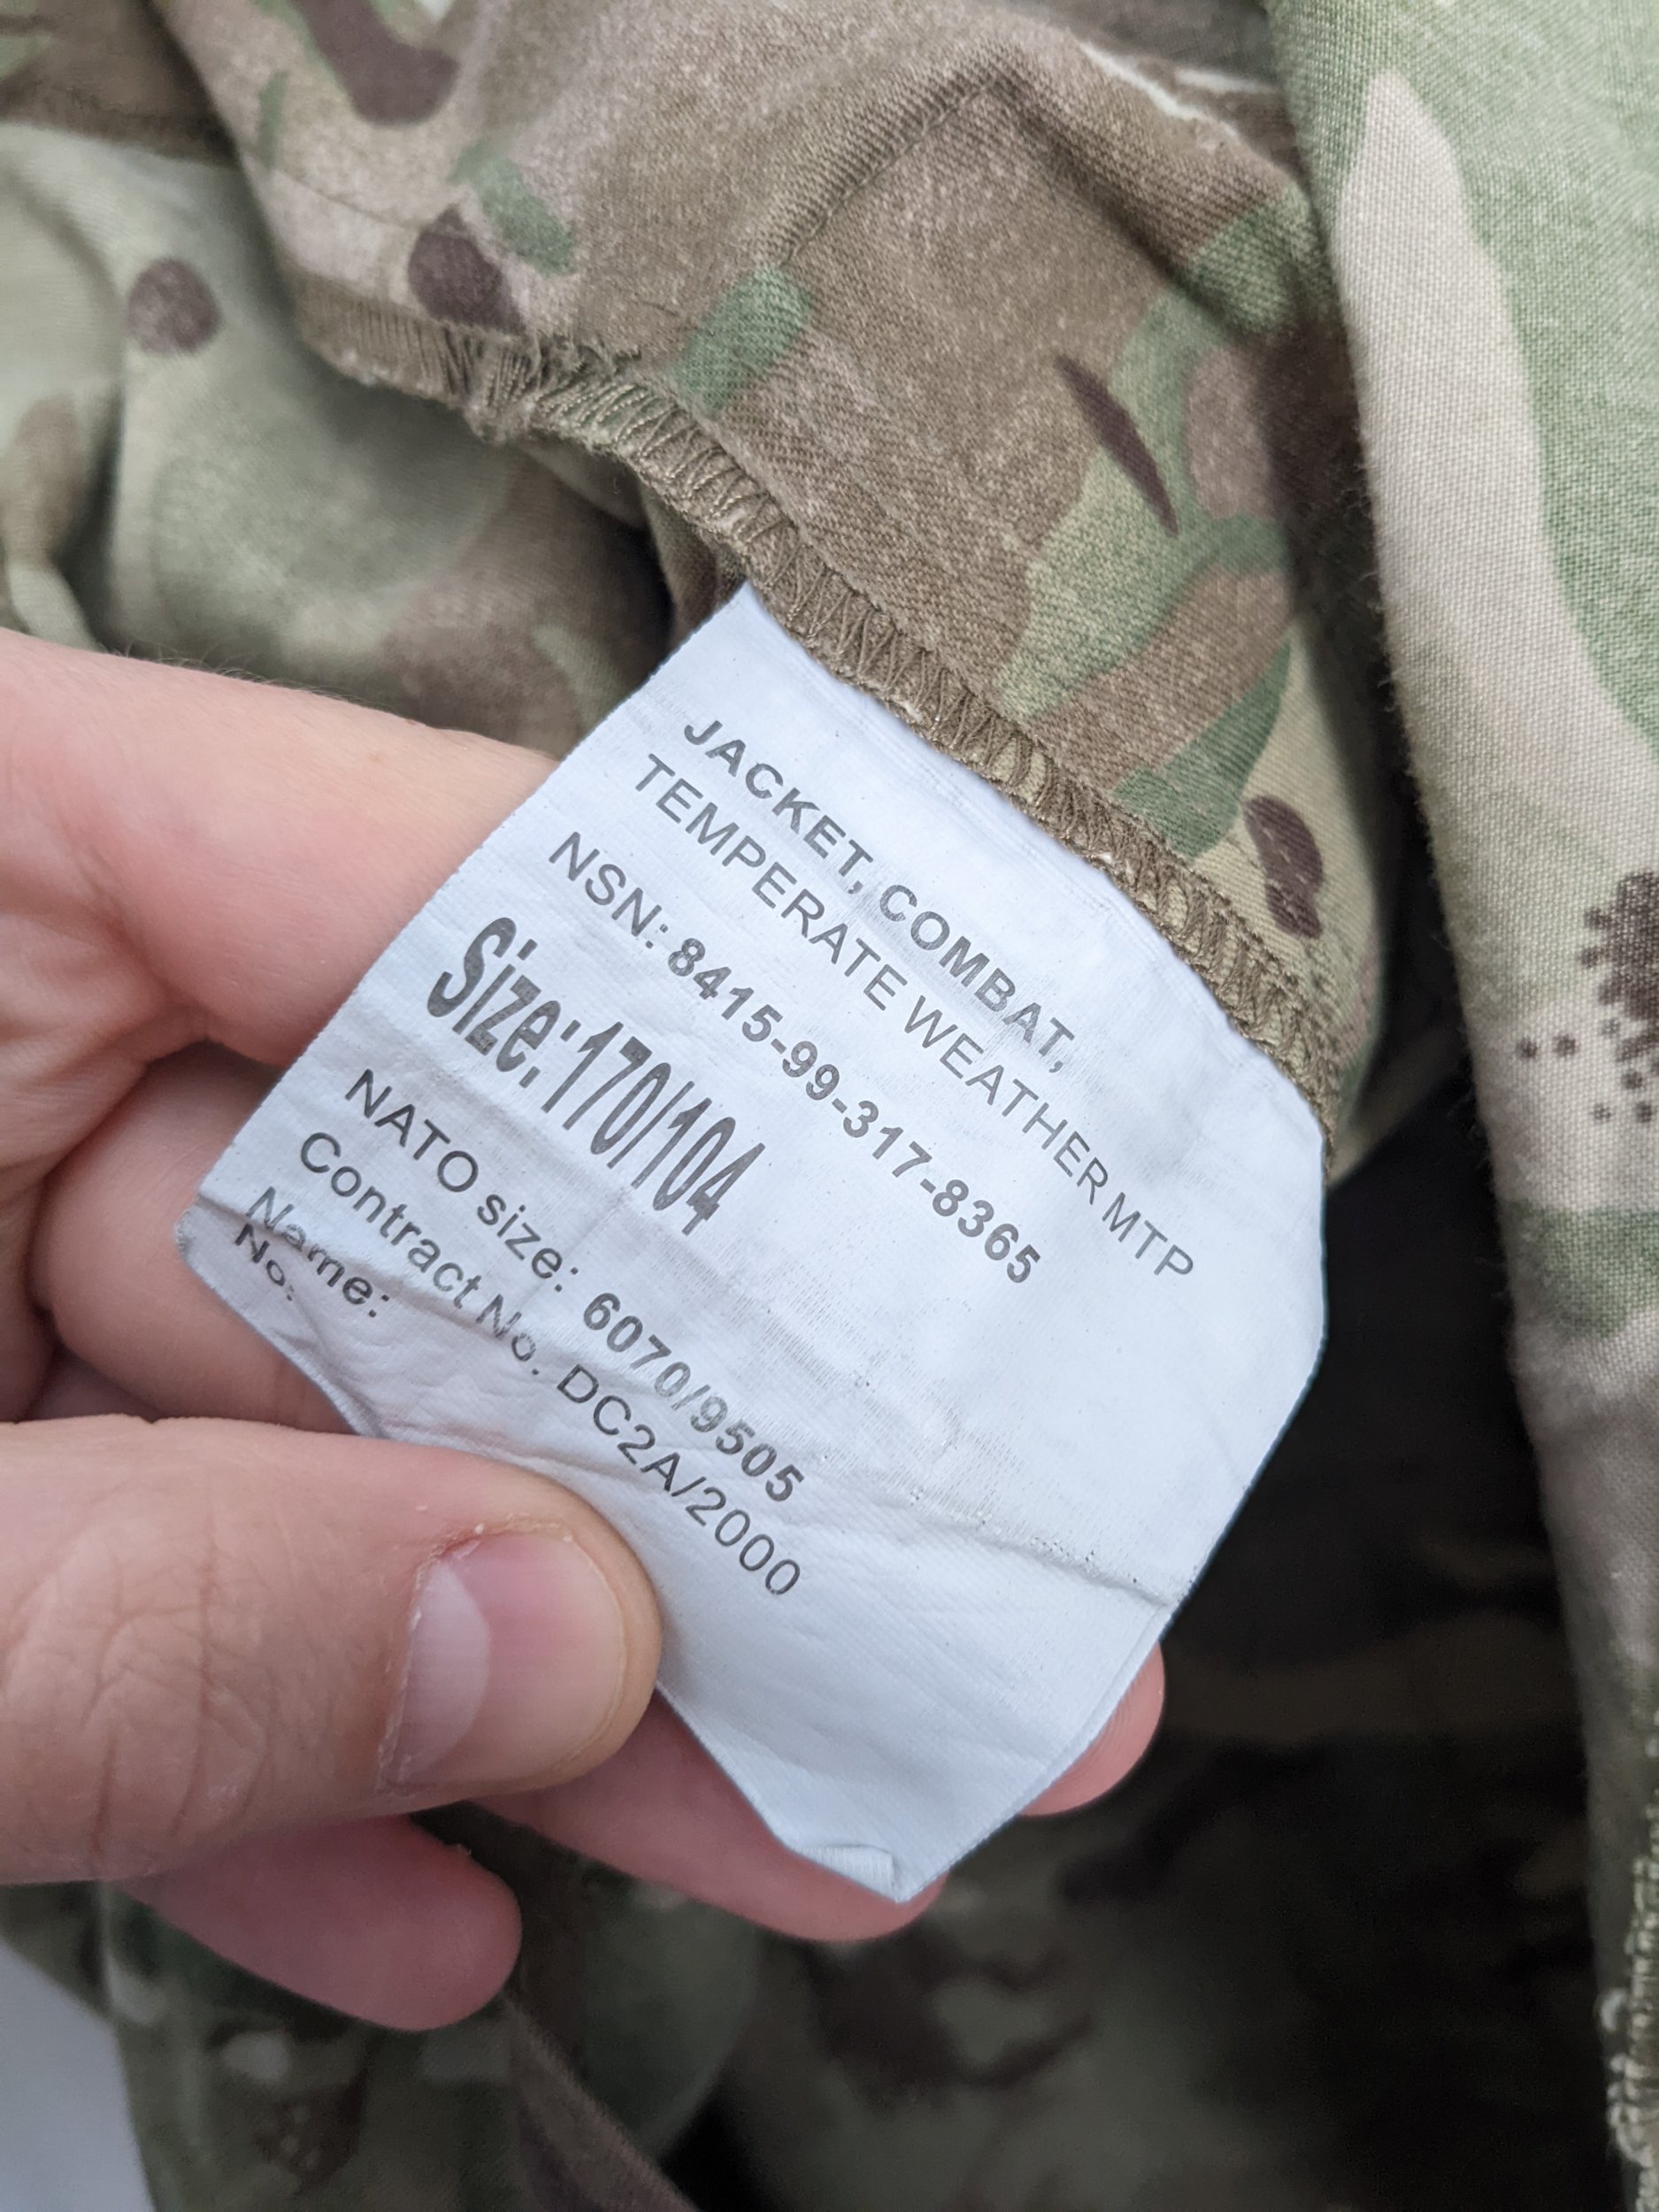 JACKET, COMBAT,
TEMPERATE WEATHER MTP
NSN: 8415-99-317-8365
Size:170/104
NATO size: 6070/9505
Contract No. DC2A/2000
Name:
No: